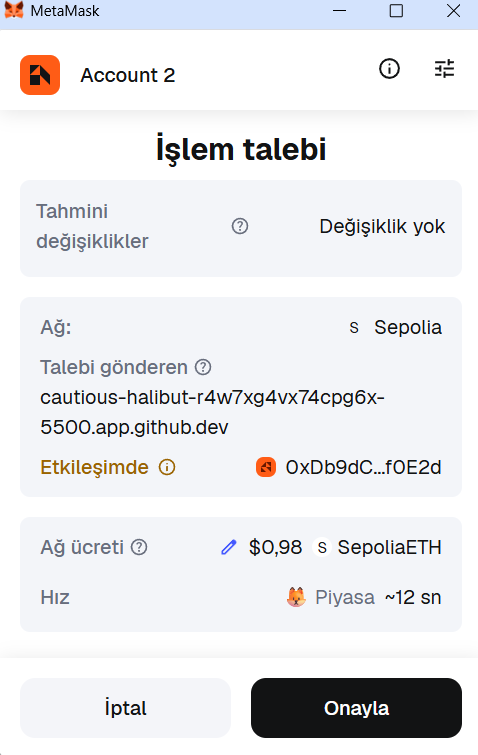 MetaMask
Account 2
İşlem talebi
Tahmini
değişiklikler
Değişiklik yok
Ağ:
S Sepolia
Talebi gönderen
cautious-halibut-r4w7xg4vx74cpg6x-
5500.app.github.dev
Etkileşimde
0xDb9dC...f0E2d
Ağ ücreti
$0,98 S SepoliaETH
Hız
Piyasa ~12 sn
İptal
Onayla